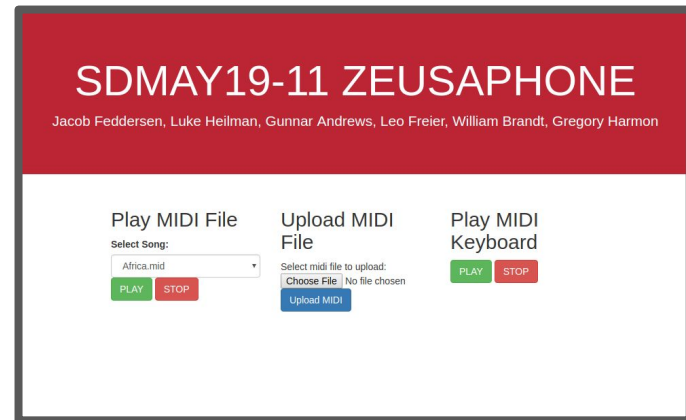 SDMAY19-11 ZEUSAPHONE
Jacob Feddersen, Luke Heilman, Gunnar Andrews, Leo Freier, William Brandt, Gregory Harmon
Play MIDI File
Select Song:
Africa.mid
PLAY STOP
Upload MIDI
File
Select midi file to upload:
Choose File No file chosen
Upload MIDI
Play MIDI
Keyboard
PLAY STOP